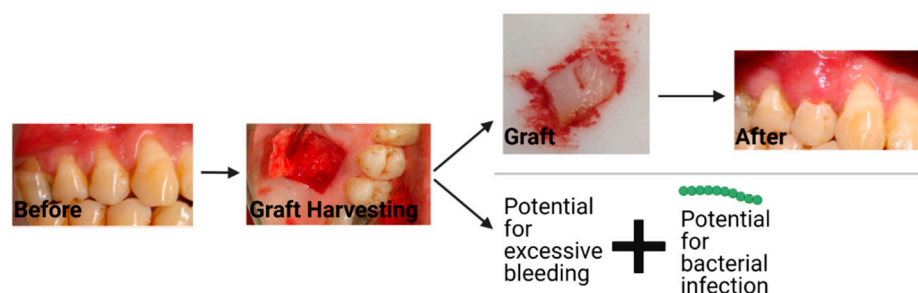 Before
Graft Harvesting
Graft
After
Potential
for
excessive
bleeding
Potential
for
bacterial
infection